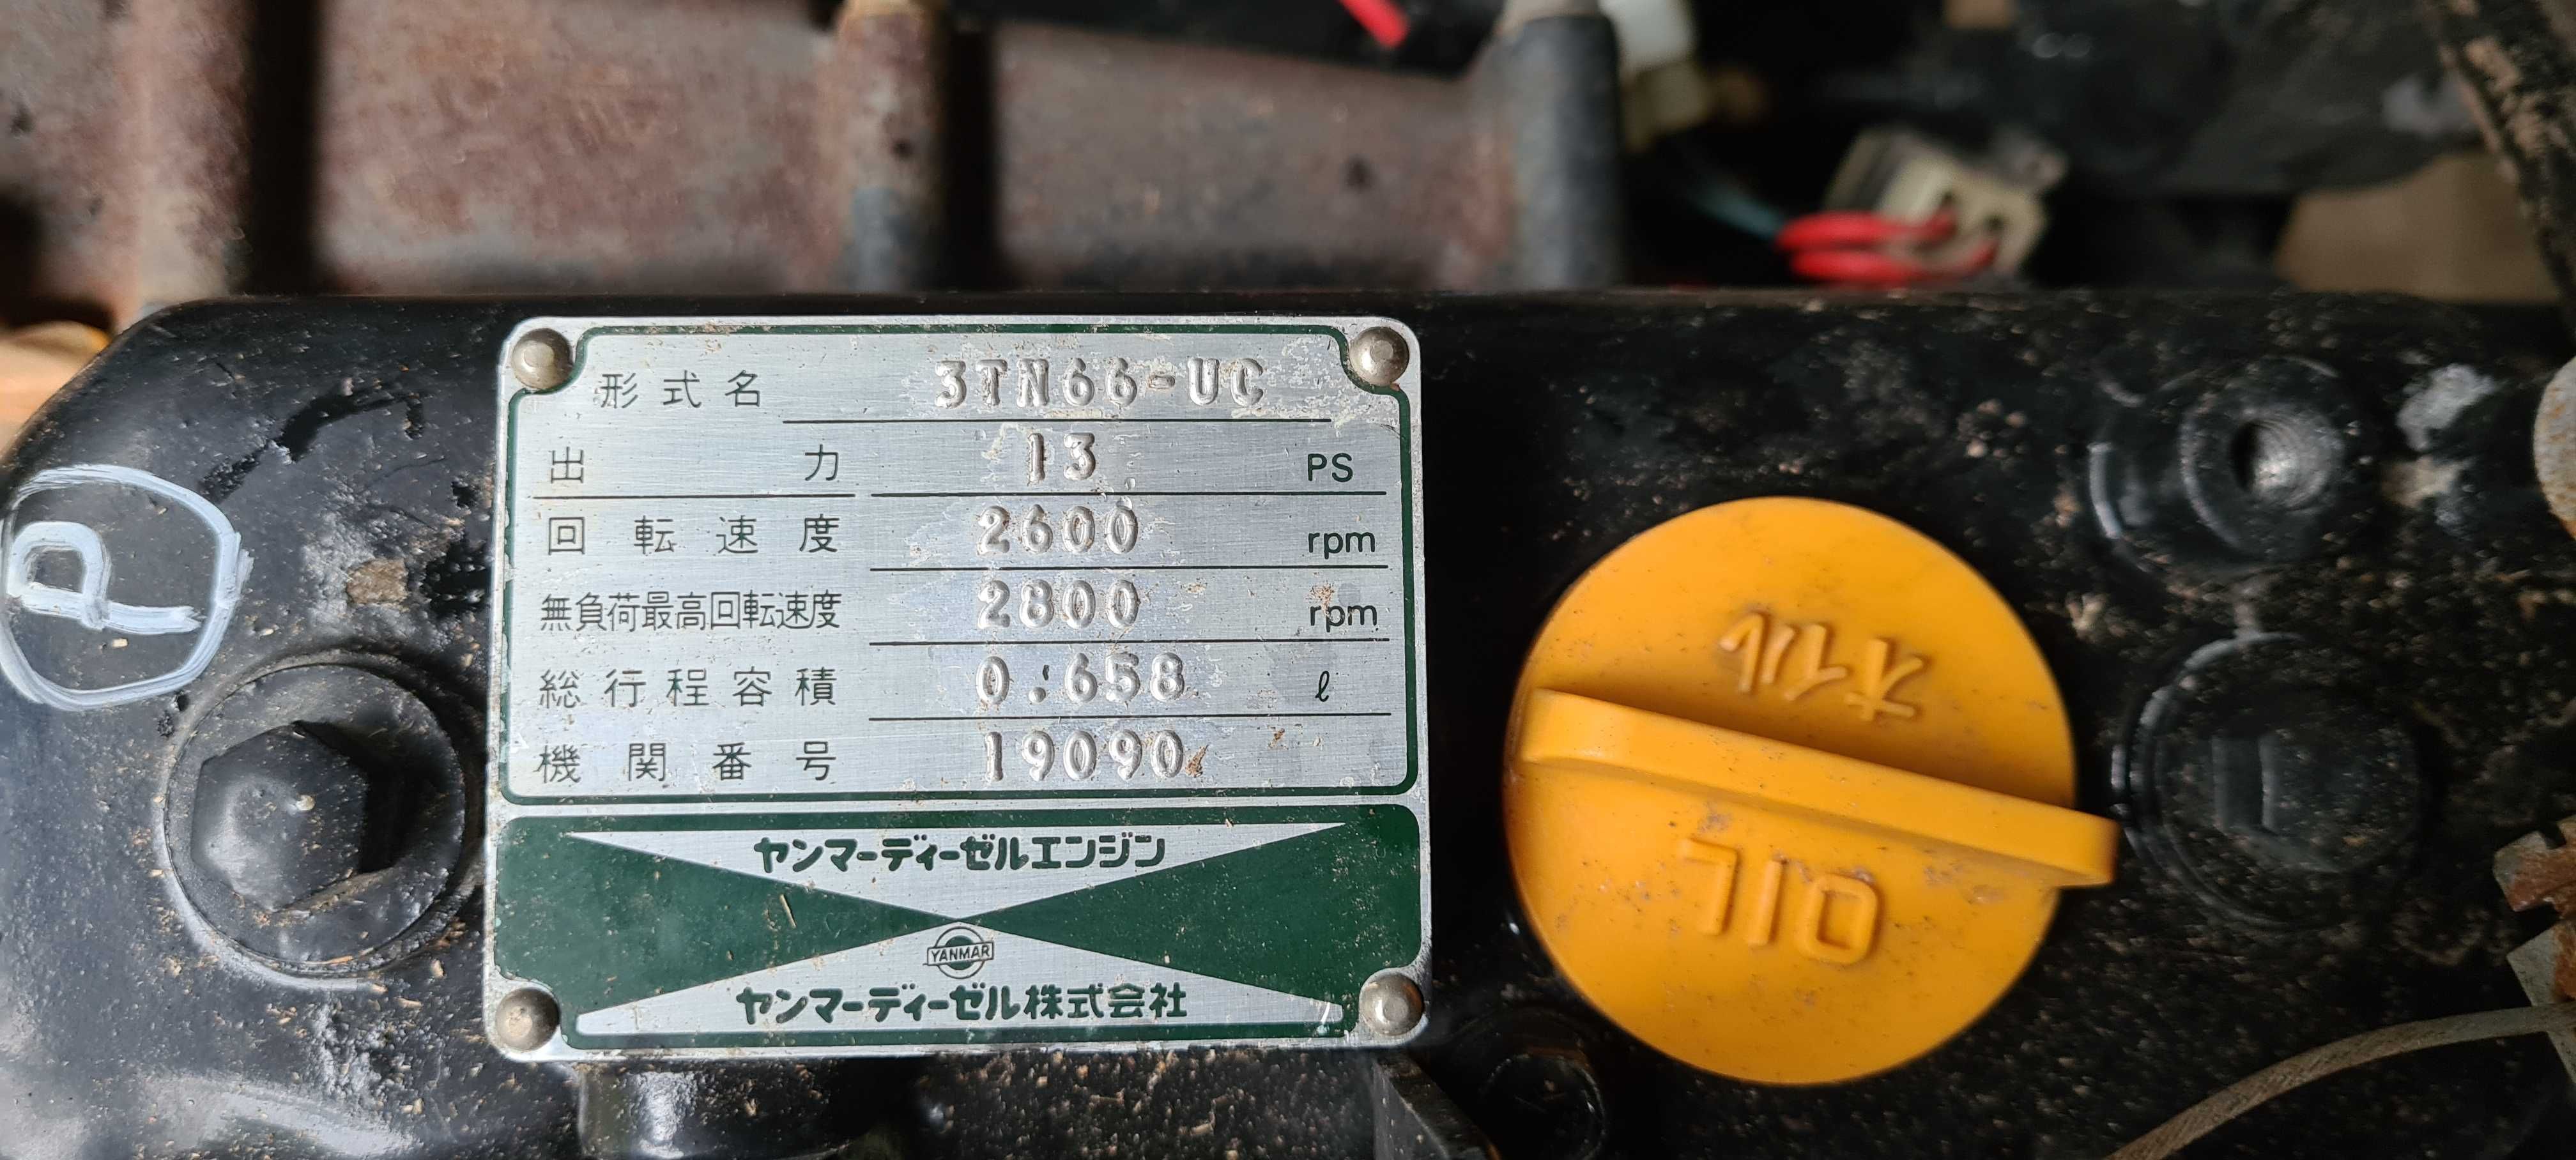 形式名 3TN66-UC
出力 13 PS
回転速度 2600 rpm
無負荷最高回転速度 2800 rpm
総行程容積 0.658 ℓ
機関番号 19090
ヤンマーディーゼルエンジン
YANMAR
ヤンマーディーゼル株式会社
P
オイル
OIL